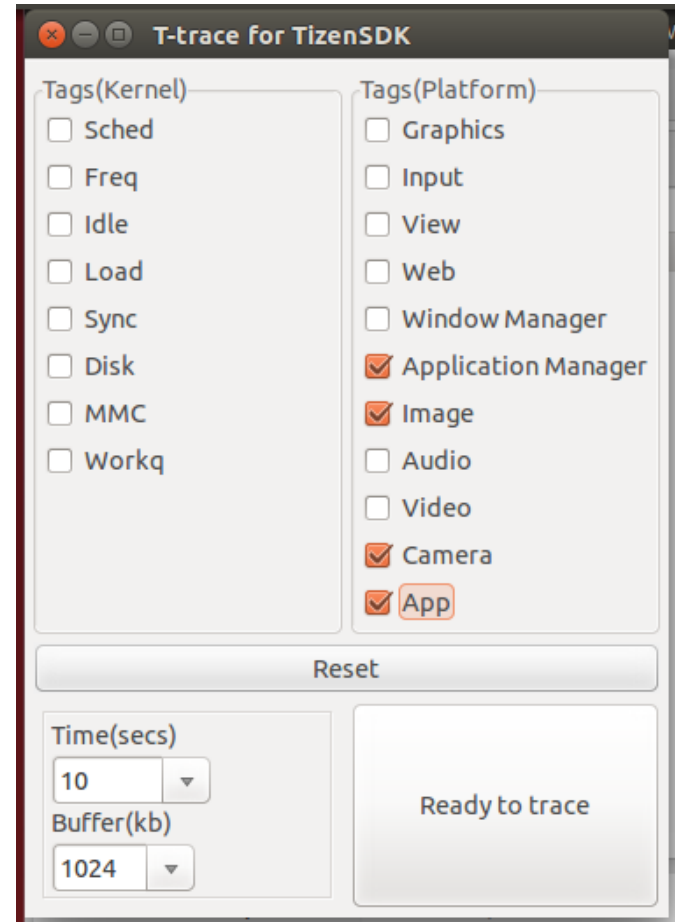 T-trace for TizenSDK
Tags(Kernel)
Sched
Freq
Idle
Load
Sync
Disk
MMC
Workq
Tags(Platform)
Graphics
Input
View
Web
Window Manager
Application Manager
Image
Audio
Video
Camera
App
Reset
Time(secs)
10
Buffer(kb)
1024
Ready to trace